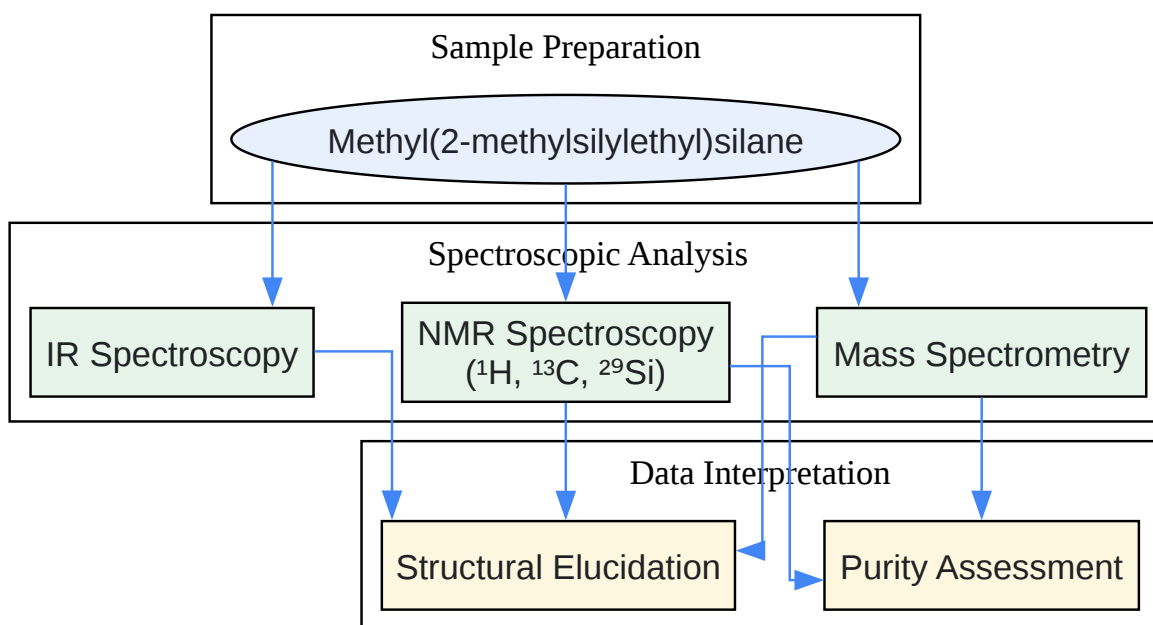 Sample Preparation
Methyl(2-methylsilylethyl)silane
Spectroscopic Analysis
IR Spectroscopy
NMR Spectroscopy
(¹H, ¹³C, ²⁹Si)
Mass Spectrometry
Data Interpretation
Structural Elucidation
Purity Assessment